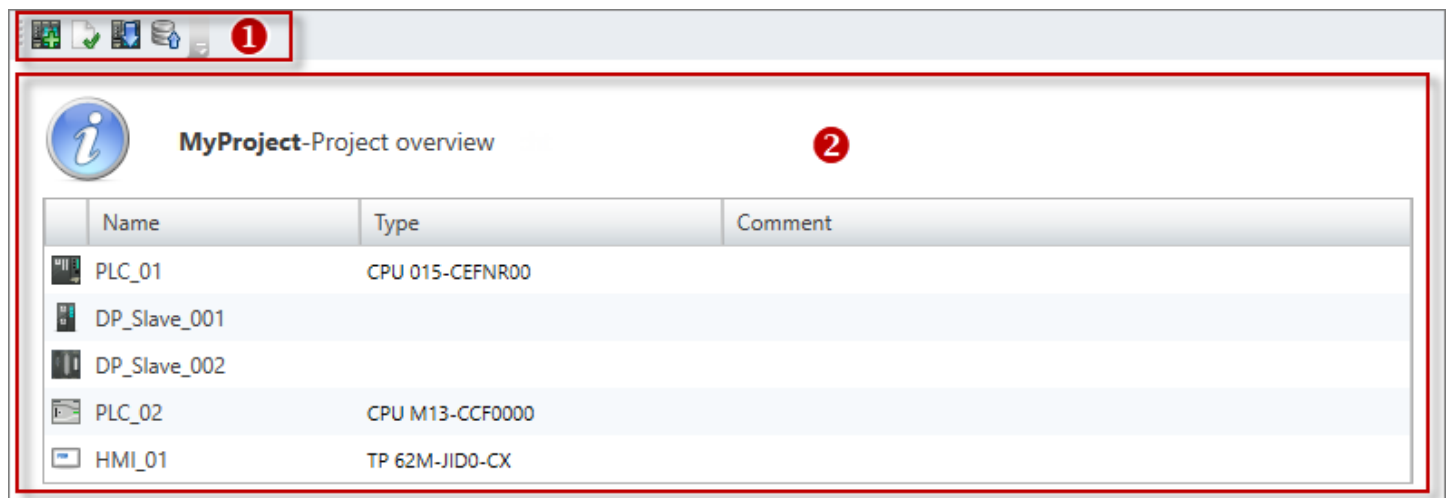 1
MyProject-Project overview
2
Name Type Comment
PLC_01 CPU 015-CEFNR00
DP_Slave_001
DP_Slave_002
PLC_02 CPU M13-CCF0000
HMI_01 TP 62M-JID0-CX